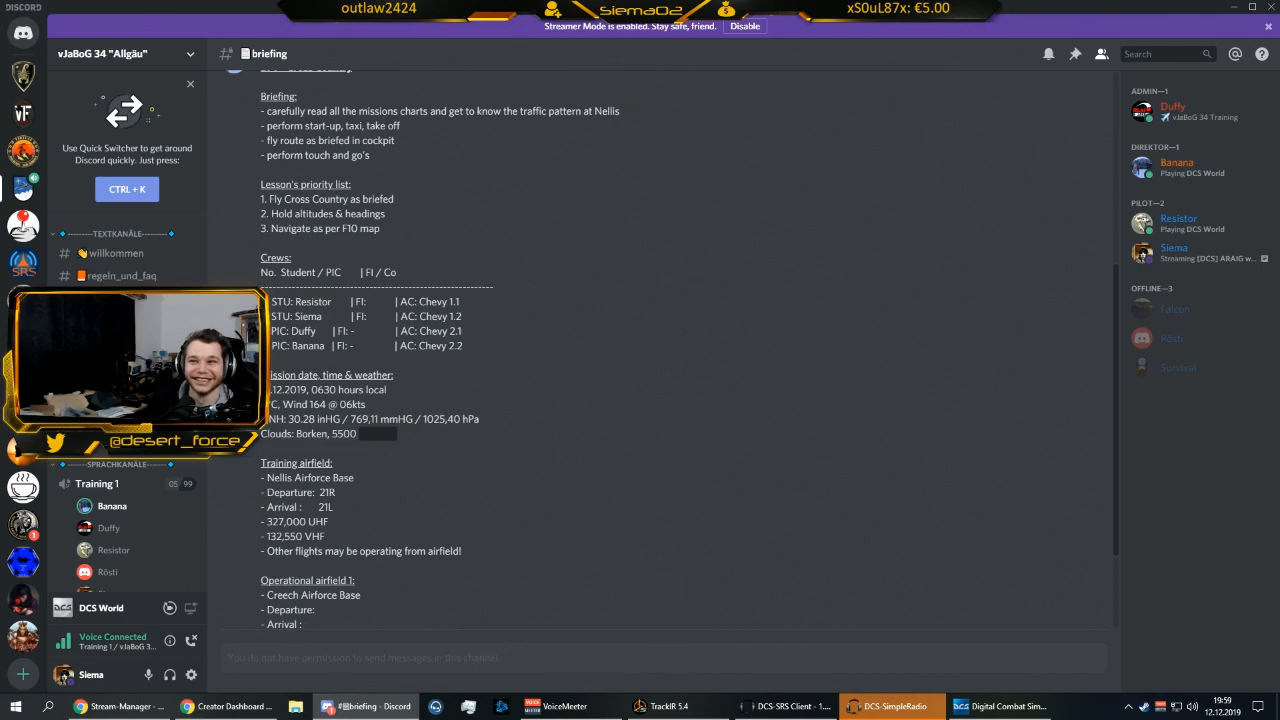 DISCORD
outlaw2424
Siema02
xS0uL87x: €5.00
Streamer Mode is enabled. Stay safe, friend.
Disable
vJaBoG 34 "Allgäu"
briefing
Search
Use Quick Switcher to get around
Discord quickly. Just press:
CTRL + K
---------TEXTKANÄLE---------
willkommen
regeln_und_faq
Briefing:
- carefully read all the missions charts and get to know the traffic pattern at Nellis
- perform start-up, taxi, take off
- fly route as briefed in cockpit
- perform touch and go's
Lesson's priority list:
1. Fly Cross Country as briefed
2. Hold altitudes & headings
3. Navigate as per F10 map
Crews:
No. Student / PIC | FI / Co
STU: Resistor | FI: | AC: Chevy 1.1
STU: Siema | FI: | AC: Chevy 1.2
PIC: Duffy | FI: - | AC: Chevy 2.1
PIC: Banana | FI: - | AC: Chevy 2.2
ission date, time & weather:
.12.2019, 0630 hours local
°C, Wind 164 @ 06kts
NH: 30.28 inHG / 769,11 mmHG / 1025,40 hPa
Clouds: Borken, 5500
Training airfield:
- Nellis Airforce Base
- Departure: 21R
- Arrival : 21L
- 327,000 UHF
- 132,550 VHF
- Other flights may be operating from airfield!
Operational airfield 1:
- Creech Airforce Base
- Departure:
- Arrival :
You do not have permission to send messages in this channel.
ADMIN—1
Duffy
vJaBoG 34 Training
DIREKTOR—1
Banana
Playing DCS World
PILOT—2
Resistor
Playing DCS World
Siema
Streaming [DCS] ARAIG w...
OFFLINE—3
Falcon
Rösti
Survival
VF
SRS
@desert_force
-------SPRACHKANÄLE-------
Training 1
05 99
Banana
Duffy
Resistor
Rösti
1
DCS World
Voice Connected
Training 1 / vJaBoG 3...
Siema
Stream-Manager - ...
Creator Dashboard ...
#briefing - Discord
VoiceMeeter
TrackIR 5.4
DCS-SRS Client - 1....
DCS-SimpleRadio
Digital Combat Sim...
19:59
12.12.2019